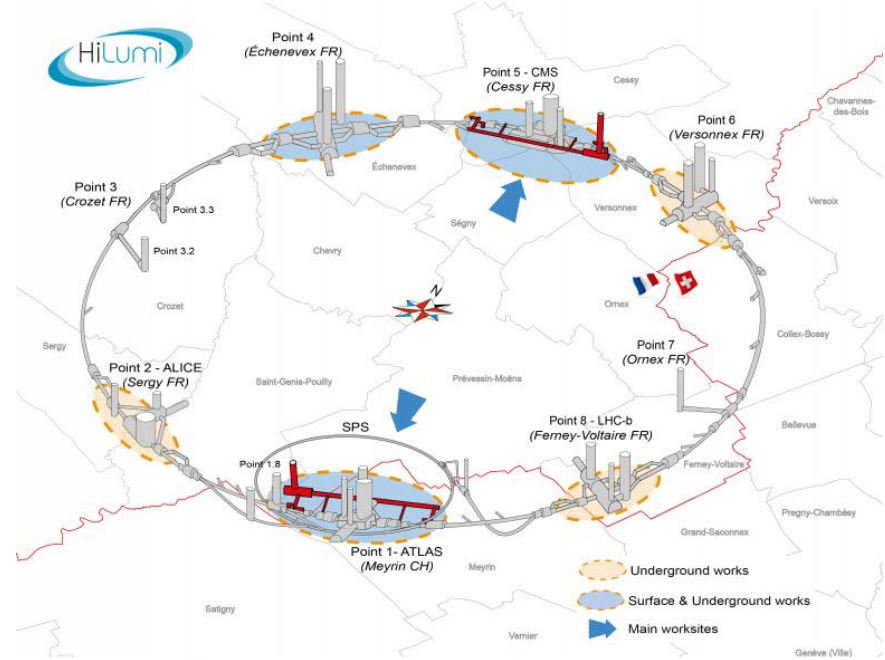 HiLumi
Point 4
(Échenevex FR)
Point 5 - CMS
(Cessy FR)
Cessy
Chavannes-
des-Bois
Point 6
(Versonnex FR)
Échenevex
Point 3
(Crozet FR)
Point 3.3
Point 3.2
Versonnex
Versoix
Ségny
Chevry
N
Crozet
Ornex
Collex-Bossy
Sergy
Point 7
(Ornex FR)
Point 2 - ALICE
(Sergy FR)
Saint-Genis-Pouilly
Prévessin-Moëns
Bellevue
SPS
Point 8 - LHC-b
(Ferney-Voltaire FR)
Point 1.8
Ferney-Voltaire
Pregny-Chambésy
Grand-Saconnex
Point 1- ATLAS
(Meyrin CH)
Meyrin
Underground works
Satigny
Surface & Underground works
Vernier
Main worksites
Genève (Ville)